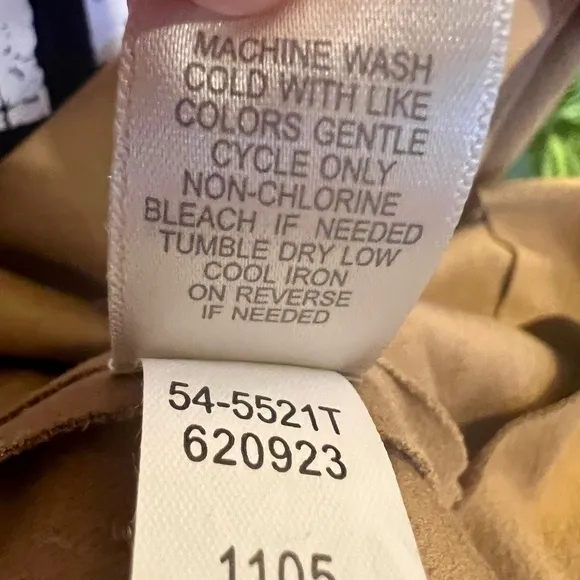 MACHINE WASH
COLD WITH LIKE
COLORS GENTLE
CYCLE ONLY
NON-CHLORINE
BLEACH IF NEEDED
TUMBLE DRY LOW
COOL IRON
ON REVERSE
IF NEEDED
54-5521T
620923
1105